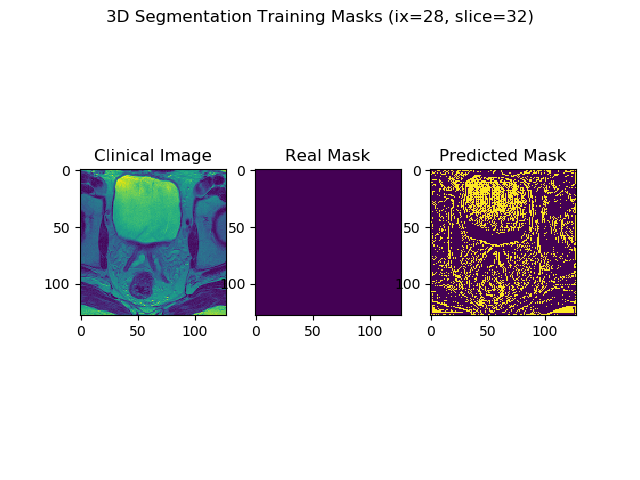 3D Segmentation Training Masks (ix=28, slice=32)
Clinical Image Real Mask Predicted Mask
0 0 0
50 50 50
100 100 100
0 50 100 0 50 100 0 50 100